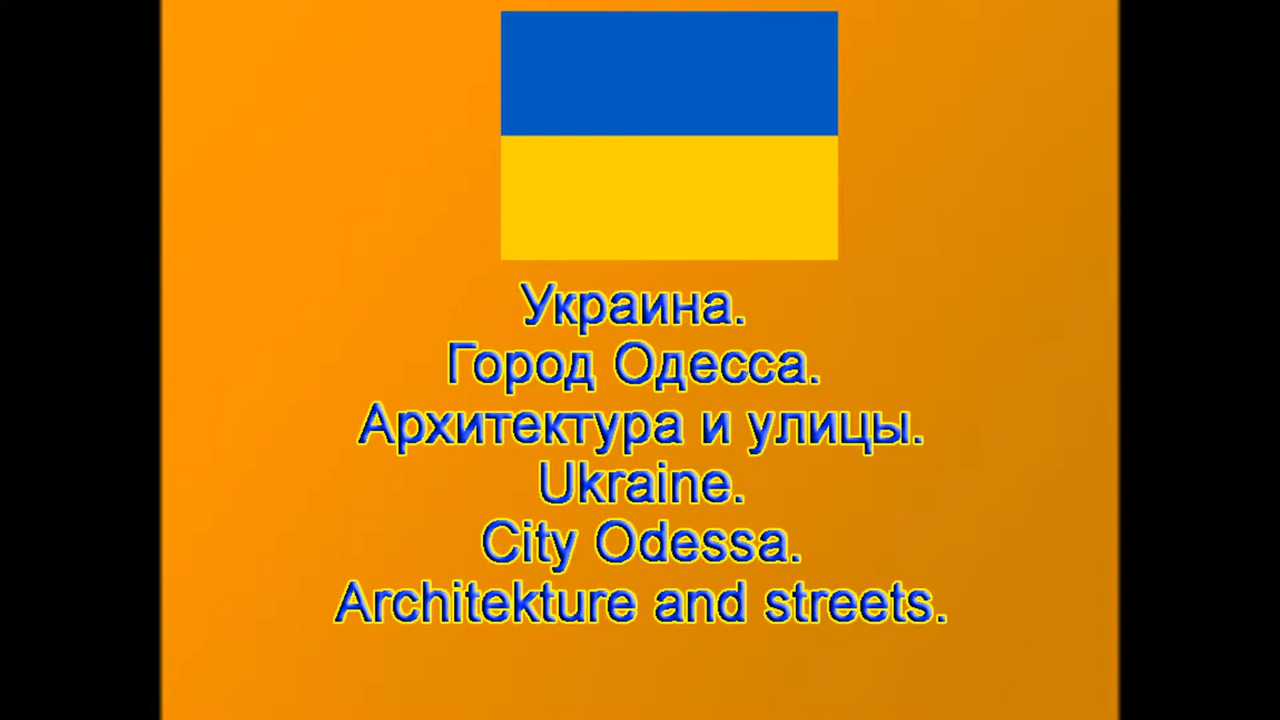 Украина.
Город Одесса.
Архитектура и улицы.
Ukraine.
City Odessa.
Architekture and streets.